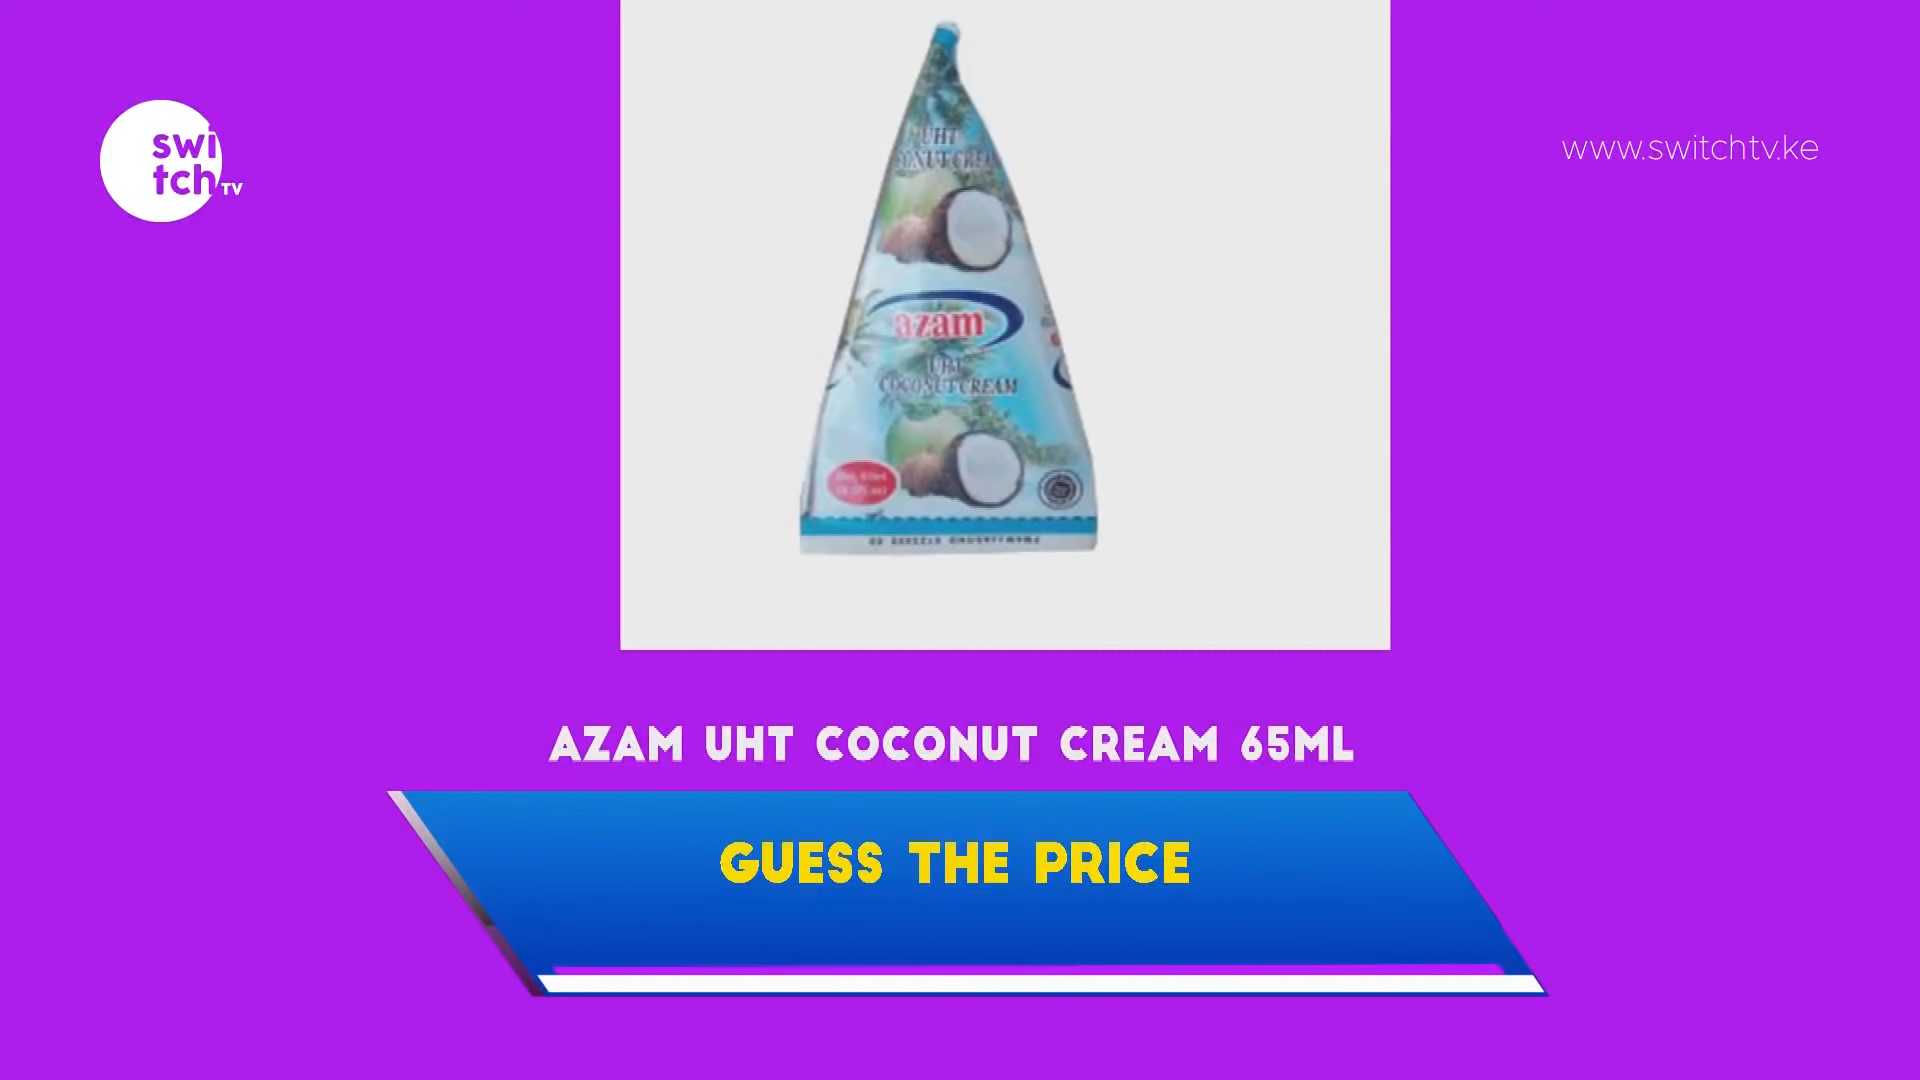 swi
tch TV
www.switchtv.ke
UHT
azam
UHT
COCONUT CREAM
AZAM UHT COCONUT CREAM 65ML
GUESS THE PRICE